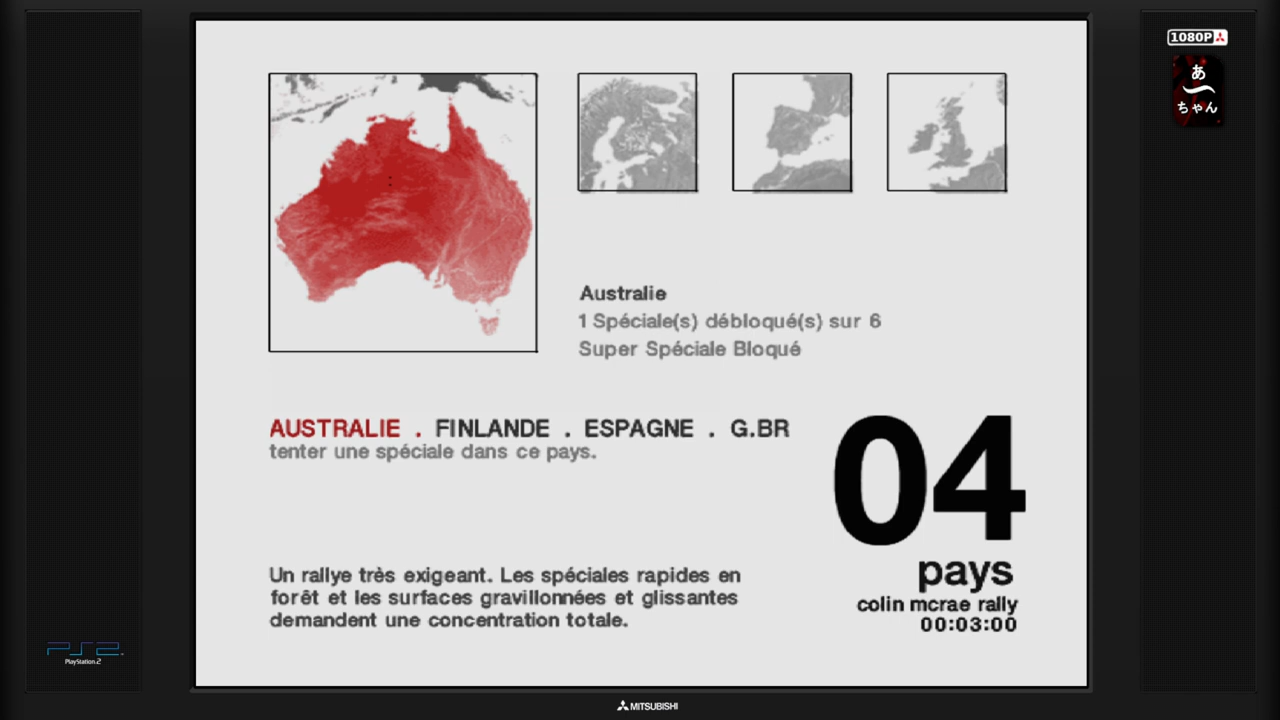 1080P
あー
ちゃん
Australie
1 Spéciale(s) débloqué(s) sur 6
Super Spéciale Bloqué
AUSTRALIE . FINLANDE . ESPAGNE . G.BR
tenter une spéciale dans ce pays.
04
pays
colin mcrae rally
00:03:00
Un rallye très exigeant. Les spéciales rapides en
forêt et les surfaces gravillonnées et glissantes
demandent une concentration totale.
PS2
PlayStation.2
MITSUBISHI